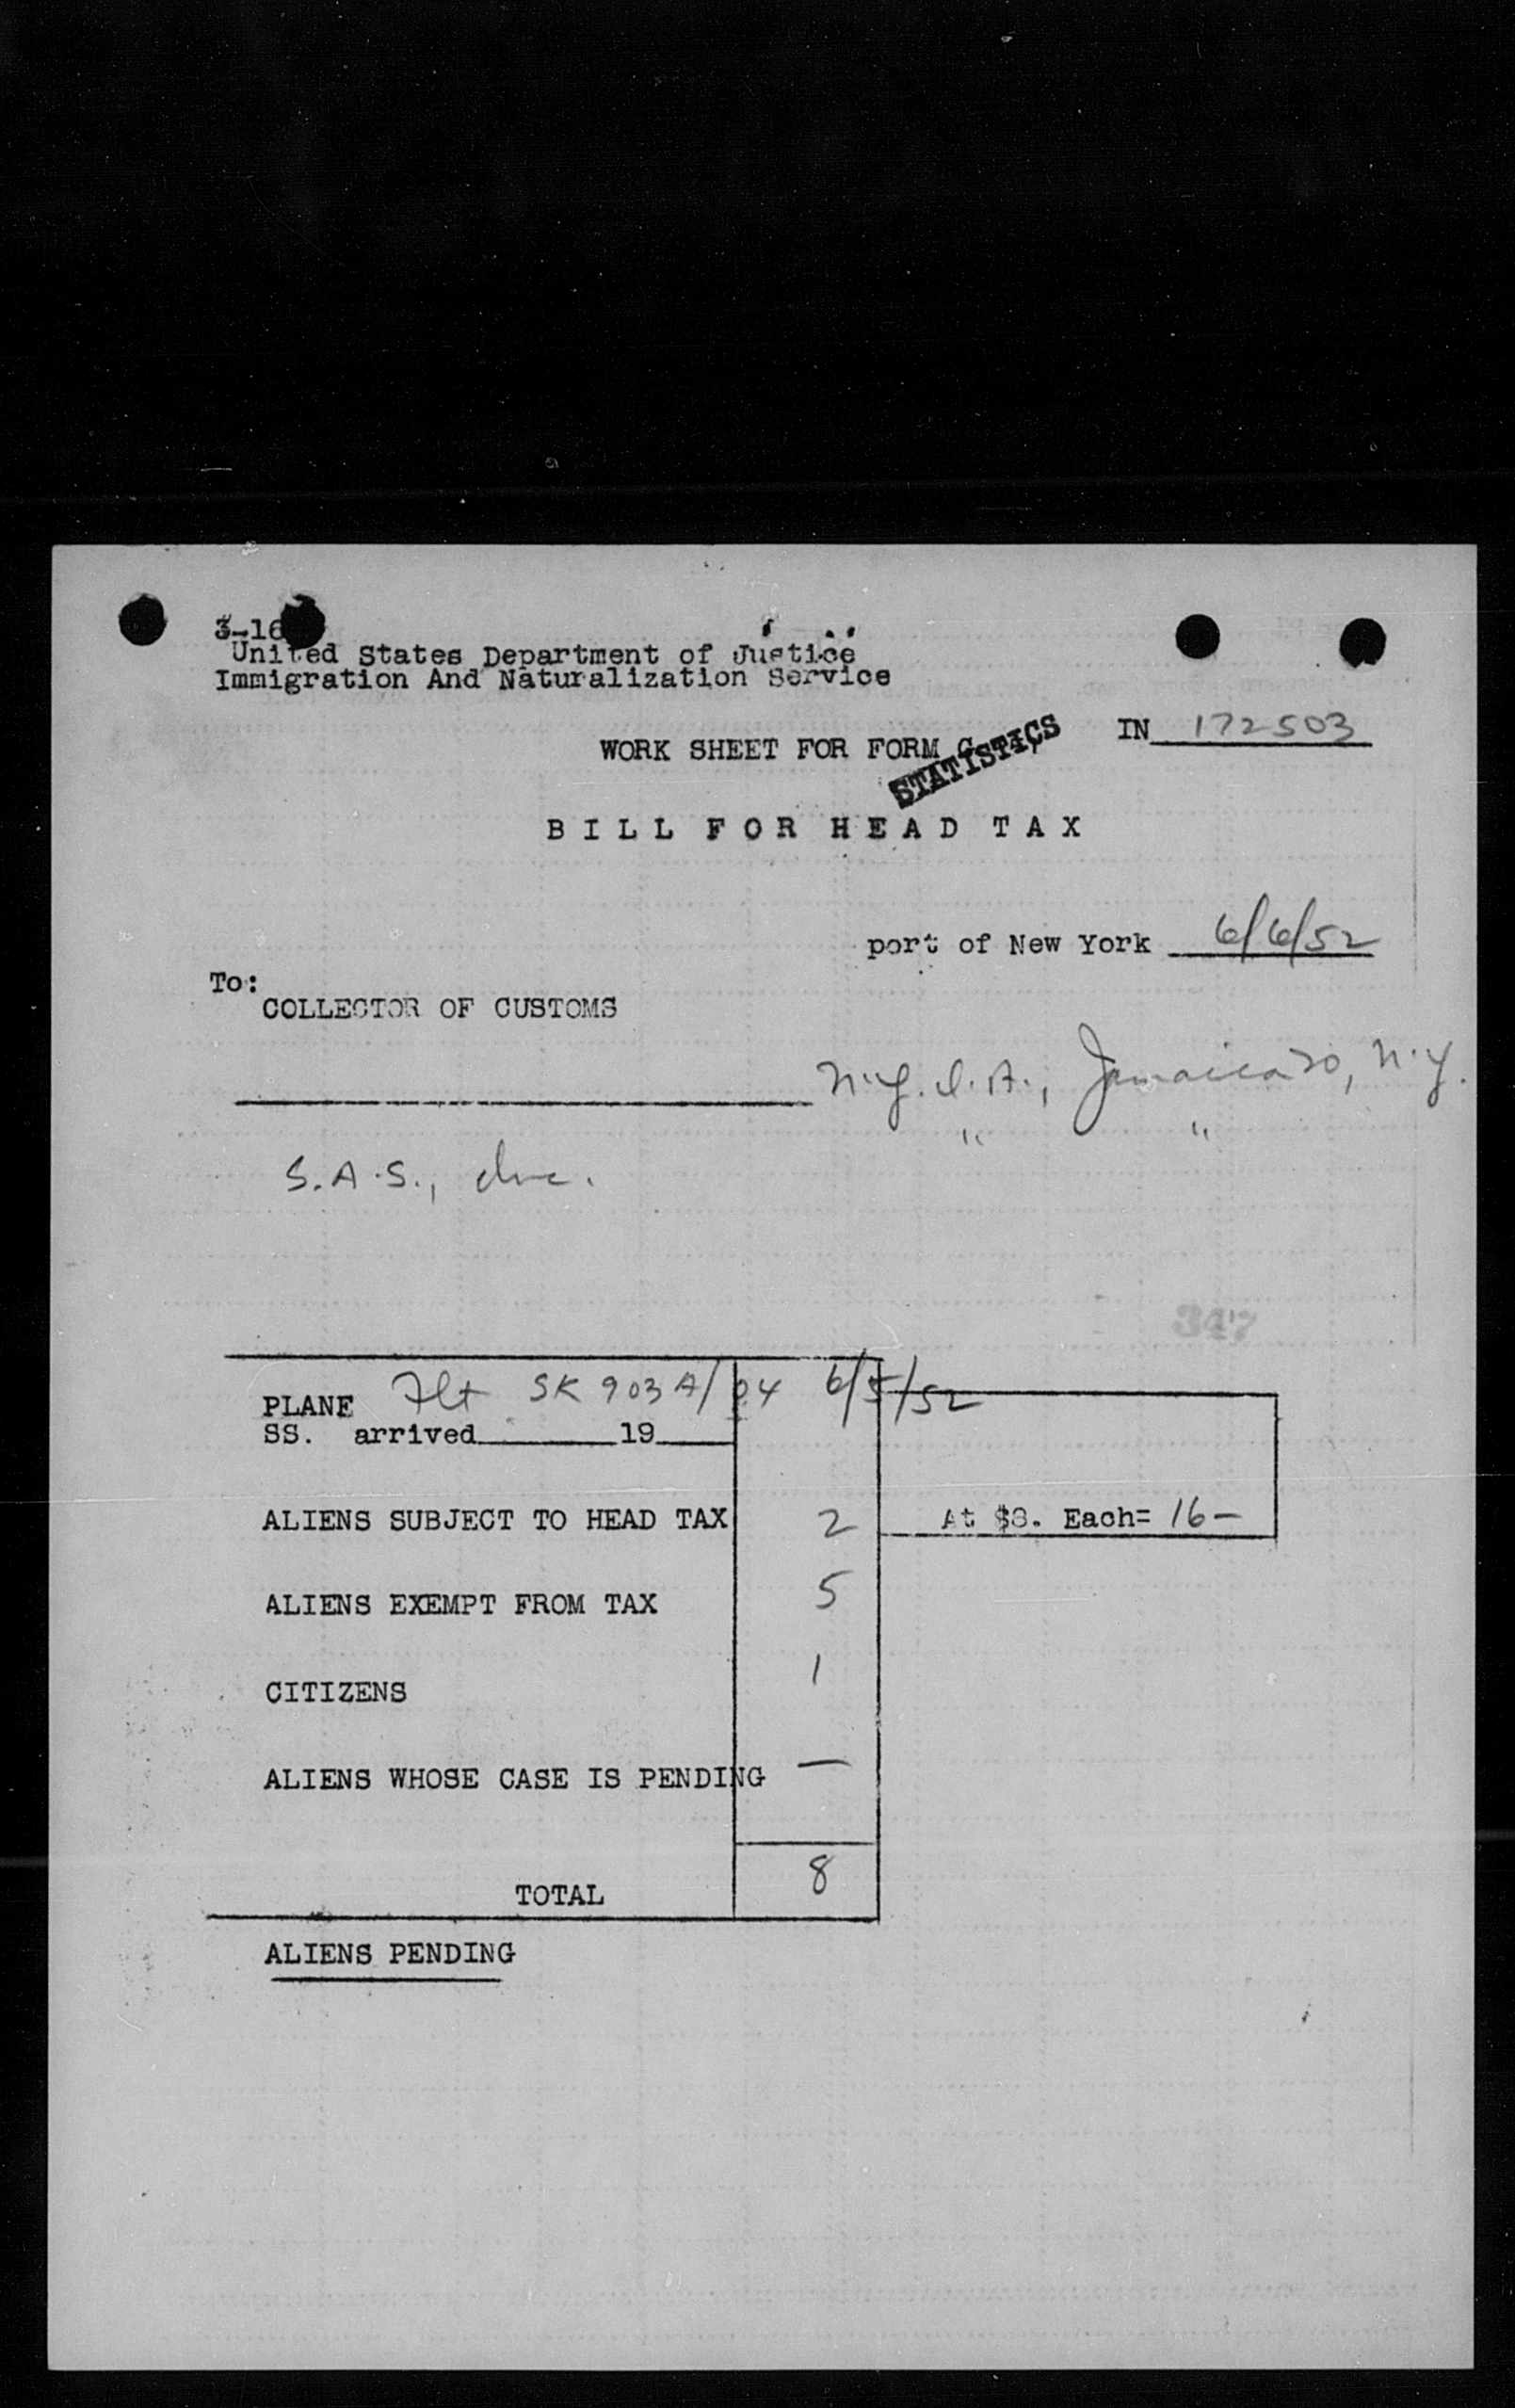 3-16
United States Department of Justice
Immigration And Naturalization Service
IN 172503
WORK SHEET FOR FORM
STATISTICS
BILL FOR HEAD TAX
port of New York 6/6/52
To:
COLLECTOR OF CUSTOMS
N.Y.I.A., Jamaica 30, N.Y.
" "
S.A.S., Inc.
347
PLANE Flt SK 903A/04 6/5/52
SS. arrived 19
ALIENS SUBJECT TO HEAD TAX 2 At $8. Each= 16-
ALIENS EXEMPT FROM TAX 5
CITIZENS 1
ALIENS WHOSE CASE IS PENDING —
TOTAL 8
ALIENS PENDING